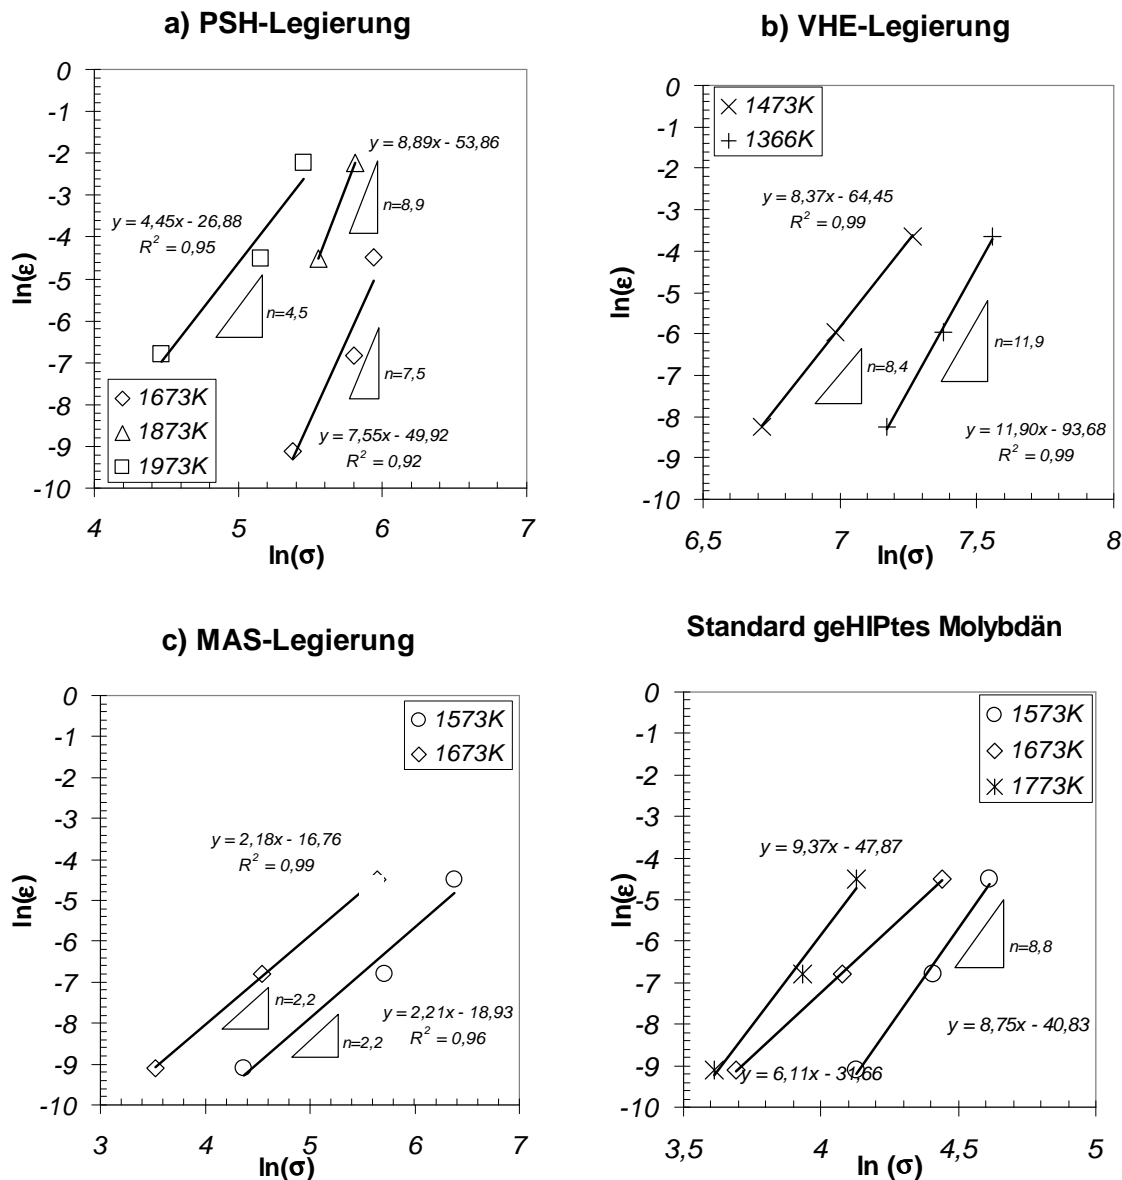 a) PSH-Legierung
0
-1
-2
-3
-4
-5
-6
-7
-8
-9
-10
ln(ε)
4
5
6
7
ln(σ)
y = 8,89x - 53,86
n=8,9
y = 4,45x - 26,88
R² = 0,95
n=4,5
n=7,5
y = 7,55x - 49,92
R² = 0,92
1673K
1873K
1973K
b) VHE-Legierung
0
-1
-2
-3
-4
-5
-6
-7
-8
-9
-10
ln(ε)
6,5
7
7,5
8
ln(σ)
1473K
1366K
y = 8,37x - 64,45
R² = 0,99
n=8,4
n=11,9
y = 11,90x - 93,68
R² = 0,99
c) MAS-Legierung
0
-1
-2
-3
-4
-5
-6
-7
-8
-9
-10
ln(ε)
3
4
5
6
7
ln(σ)
1573K
1673K
y = 2,18x - 16,76
R² = 0,99
n=2,2
n=2,2
y = 2,21x - 18,93
R² = 0,96
Standard geHIPtes Molybdän
0
-1
-2
-3
-4
-5
-6
-7
-8
-9
-10
ln(ε)
3,5
4
4,5
5
ln (σ)
1573K
1673K
1773K
y = 9,37x - 47,87
n=8,8
y = 8,75x - 40,83
y = 6,11x - 31,66